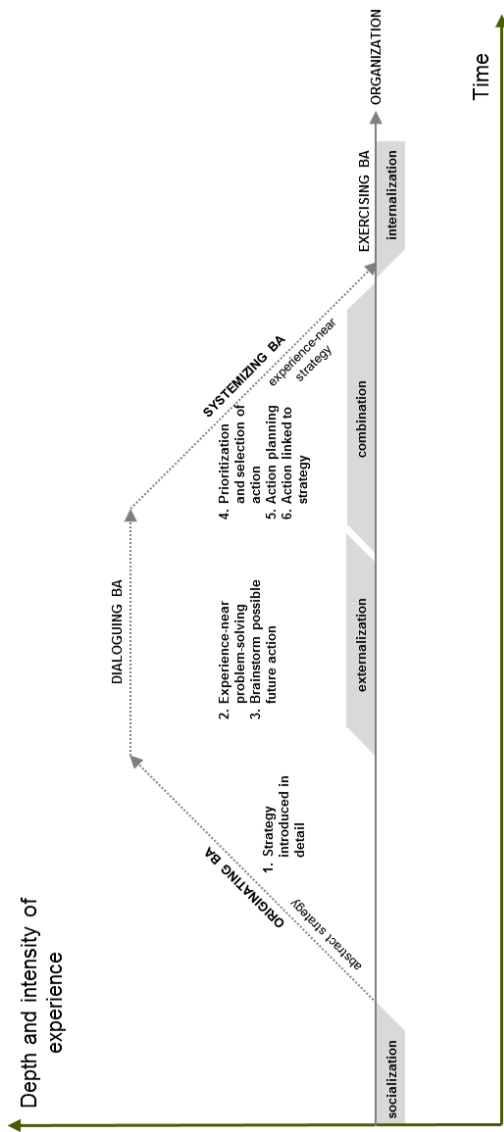 Depth and intensity of
experience
DIALOGUING BA
ORIGINATING BA
abstract strategy
1. Strategy
introduced in
detail
2. Experience-near
problem-solving
3. Brainstorm possible
future action
SYSTEMIZING BA
experience-near
strategy
4. Prioritization
and selection of
action
5. Action planning
6. Action linked to
strategy
EXERCISING BA
ORGANIZATION
socialization
externalization
combination
internalization
Time